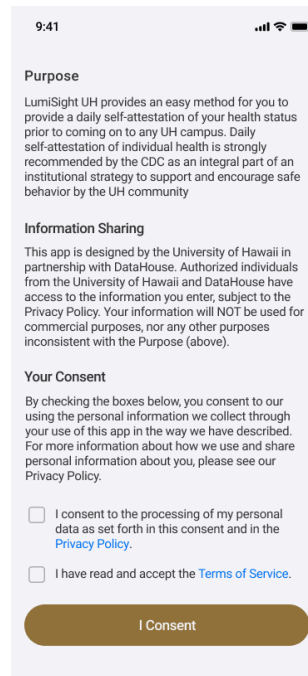 9:41
Purpose
LumiSight UH provides an easy method for you to
provide a daily self-attestation of your health status
prior to coming on to any UH campus. Daily
self-attestation of individual health is strongly
recommended by the CDC as an integral part of an
institutional strategy to support and encourage safe
behavior by the UH community
Information Sharing
This app is designed by the University of Hawaii in
partnership with DataHouse. Authorized individuals
from the University of Hawaii and DataHouse have
access to the information you enter, subject to the
Privacy Policy. Your information will NOT be used for
commercial purposes, nor any other purposes
inconsistent with the Purpose (above).
Your Consent
By checking the boxes below, you consent to our
using the personal information we collect through
your use of this app in the way we have described.
For more information about how we use and share
personal information about you, please see our
Privacy Policy.
I consent to the processing of my personal
data as set forth in this consent and in the
Privacy Policy.
I have read and accept the Terms of Service.
I Consent